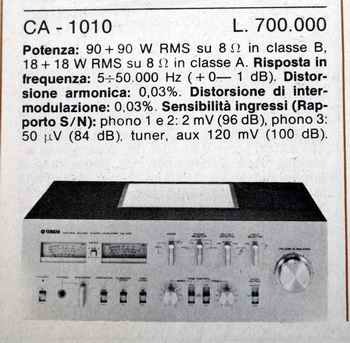 CA - 1010 L. 700.000
Potenza: 90 + 90 W RMS su 8 Ω in classe B,
18 + 18 W RMS su 8 Ω in classe A. Risposta in
frequenza: 5÷50.000 Hz ( + 0— 1 dB). Distor-
sione armonica: 0,03%. Distorsione di inter-
modulazione: 0,03%. Sensibilità ingressi (Rap-
porto S/N): phono 1 e 2: 2 mV (96 dB), phono 3:
50 µV (84 dB), tuner, aux 120 mV (100 dB).
YAMAHA